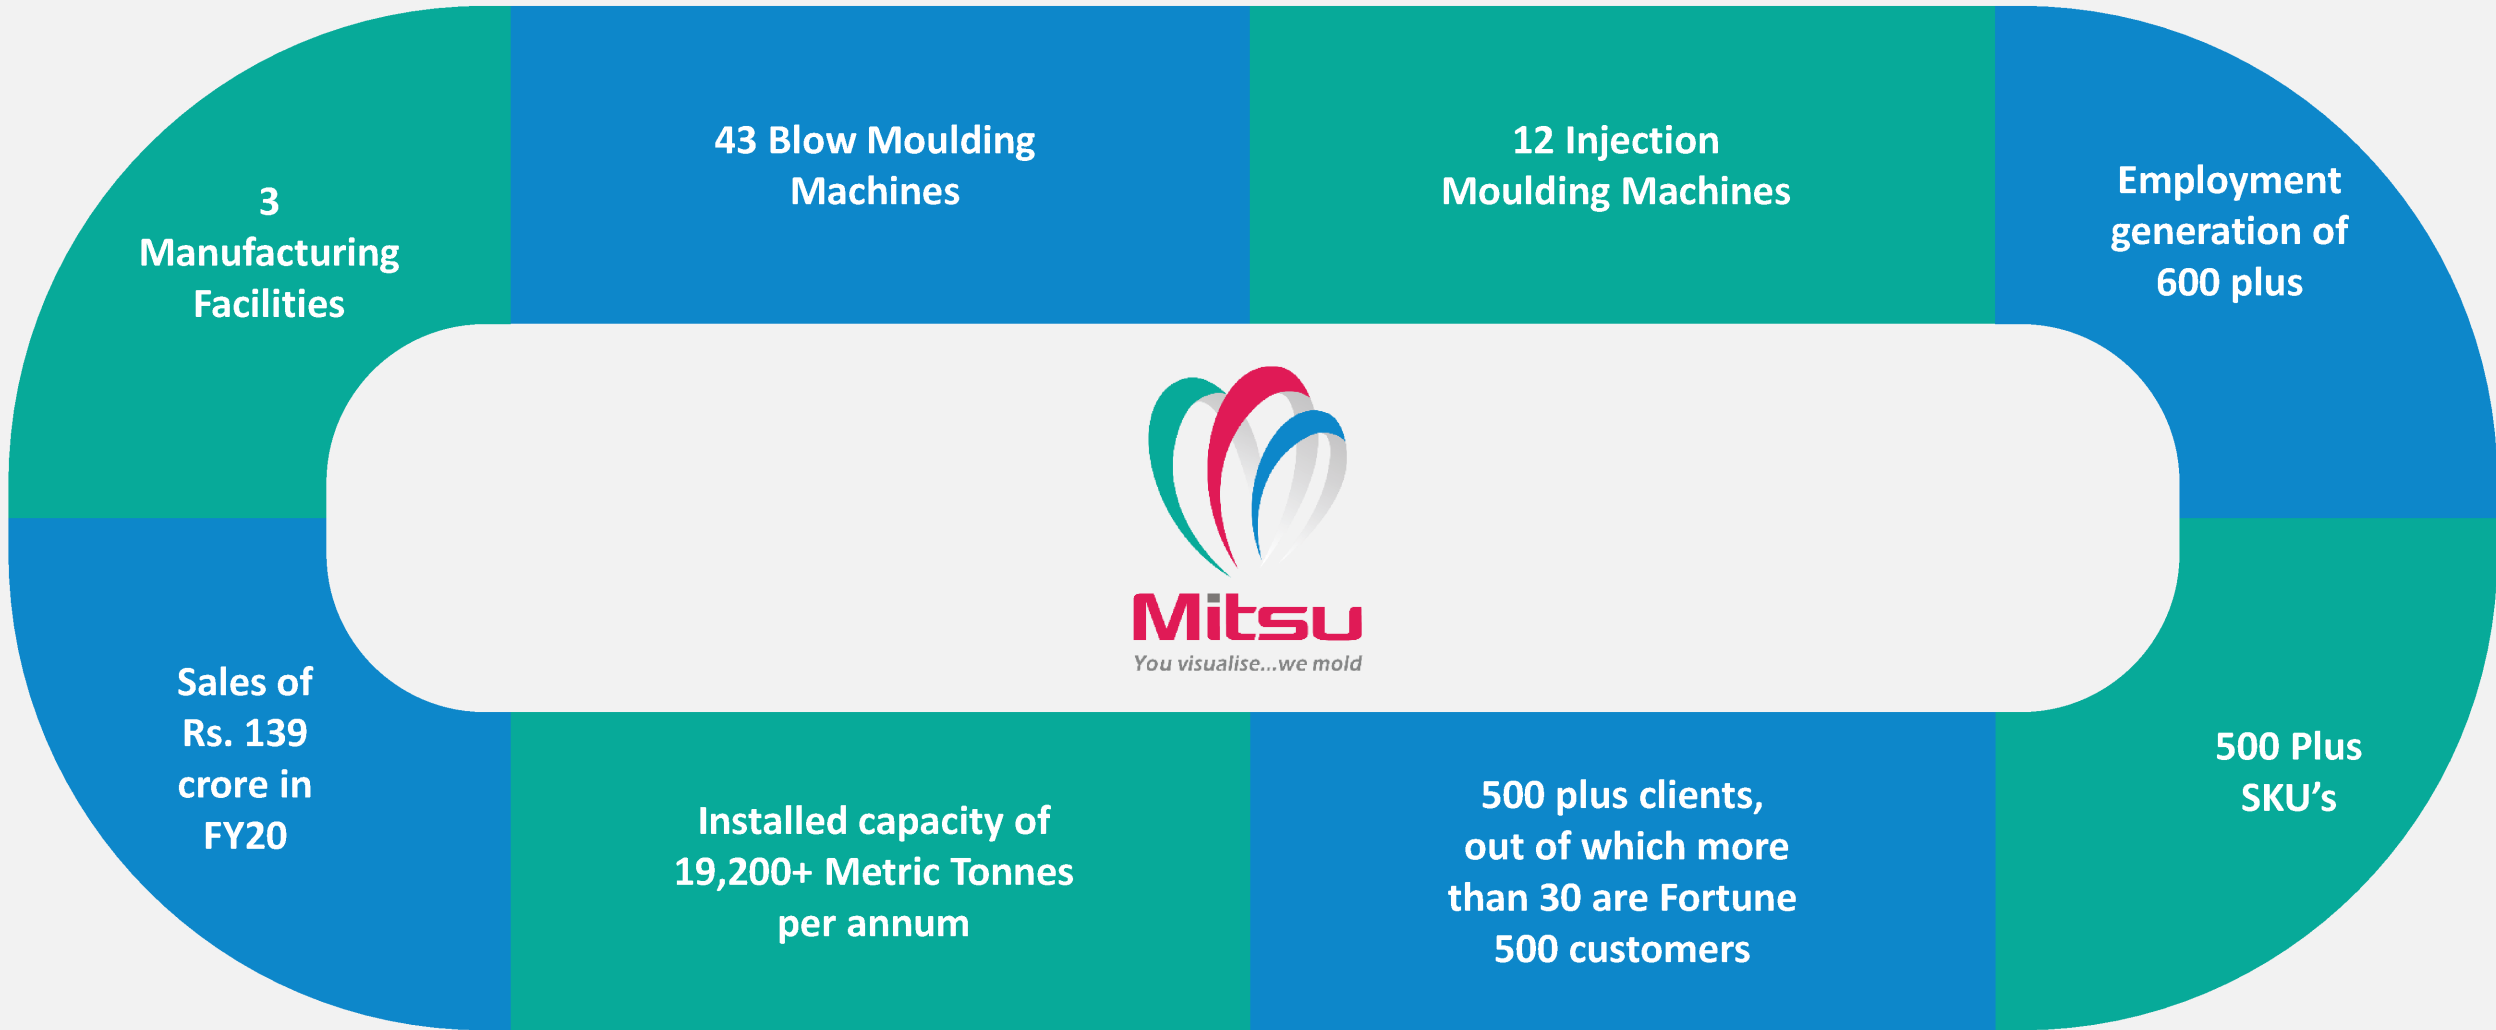 3
Manufacturing
Facilities
43 Blow Moulding
Machines
12 Injection
Moulding Machines
Employment
generation of
600 plus
Mitsu
You visualise...we mold
Sales of
Rs. 139
crore in
FY20
Installed capacity of
19,200+ Metric Tonnes
per annum
500 plus clients,
out of which more
than 30 are Fortune
500 customers
500 Plus
SKU’s